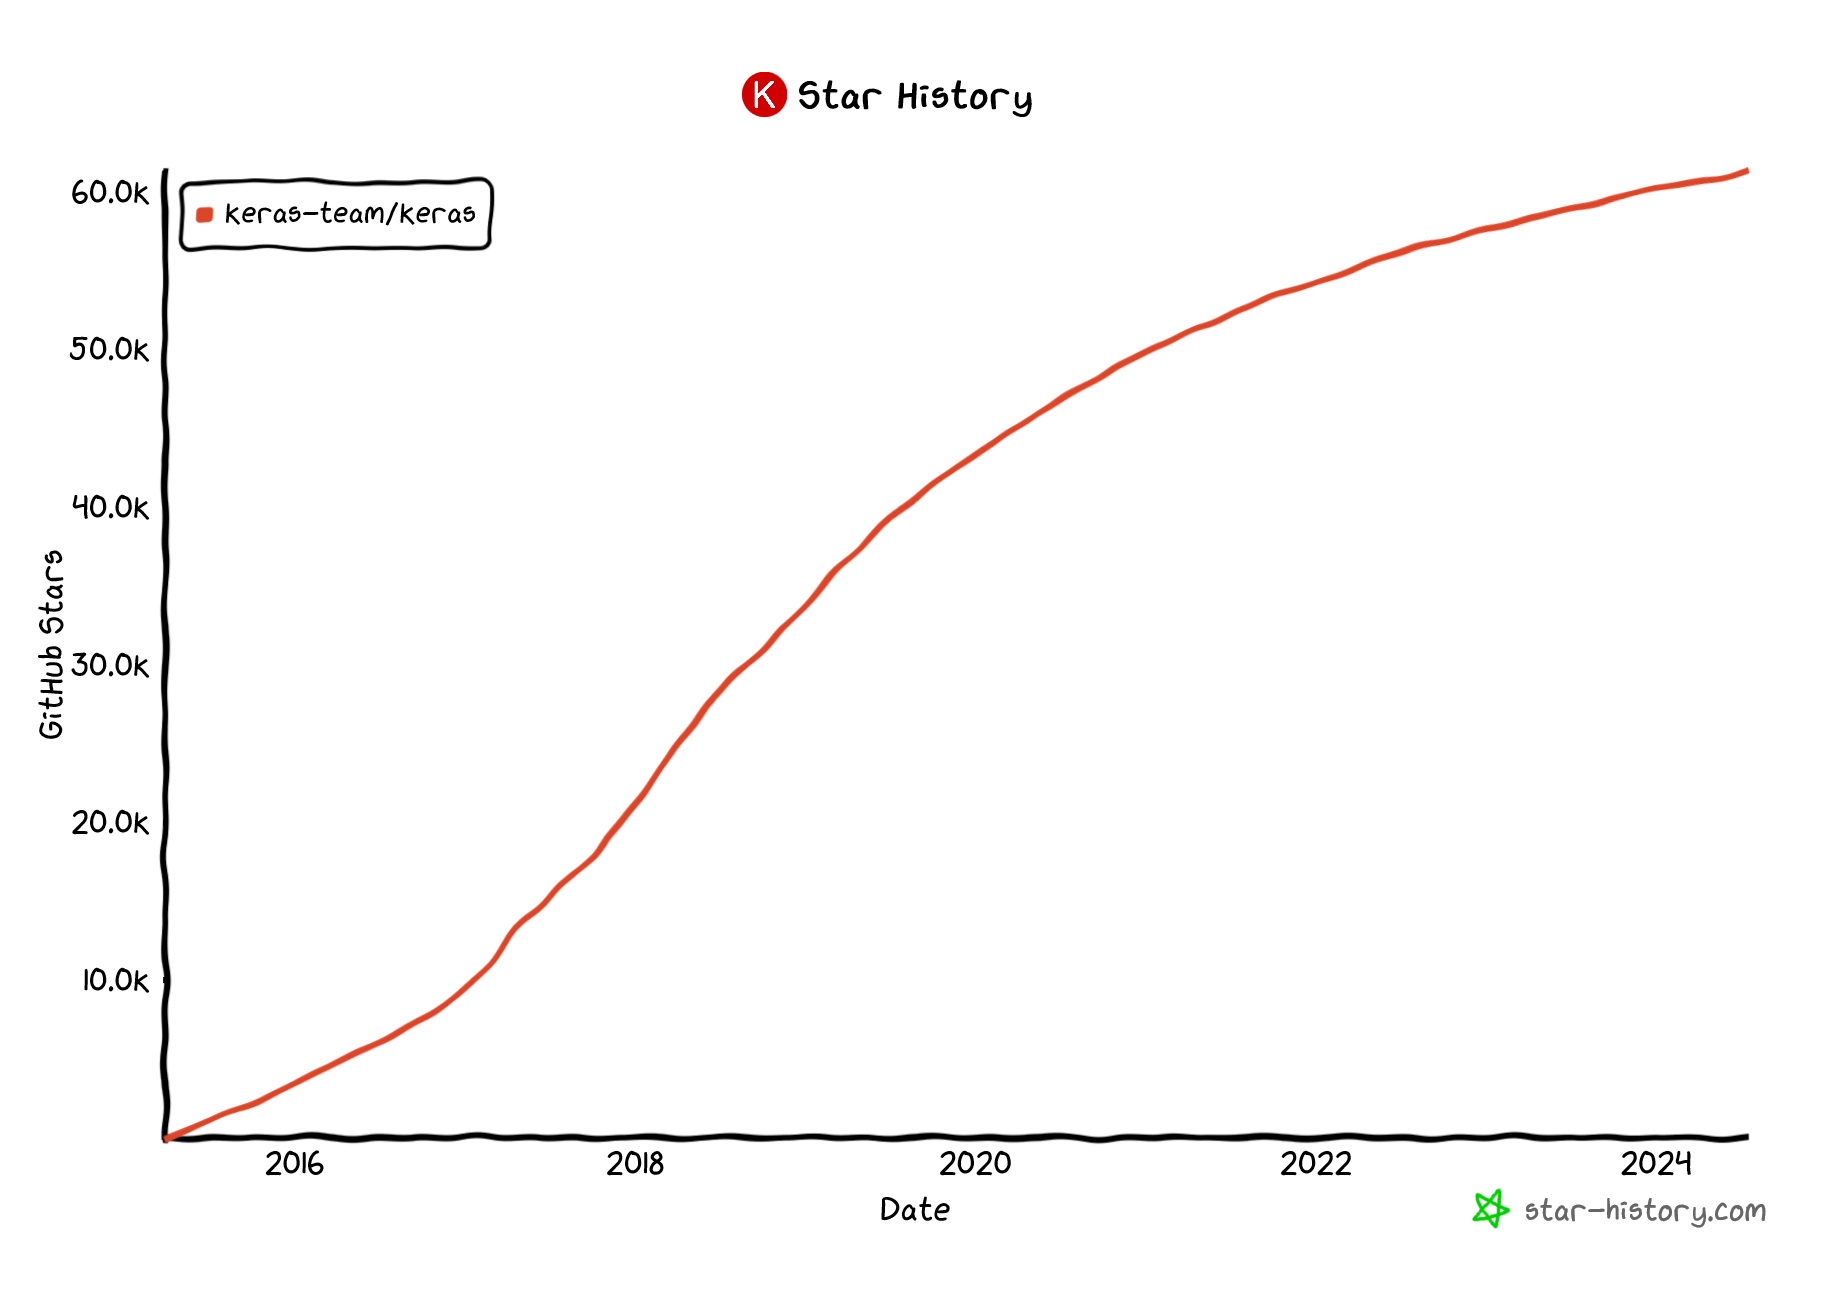 K Star History
60.0K
keras-team/keras
50.0K
40.0K
30.0K
20.0K
10.0K
GitHub Stars
2016 2018 2020 2022 2024
Date
star-history.com